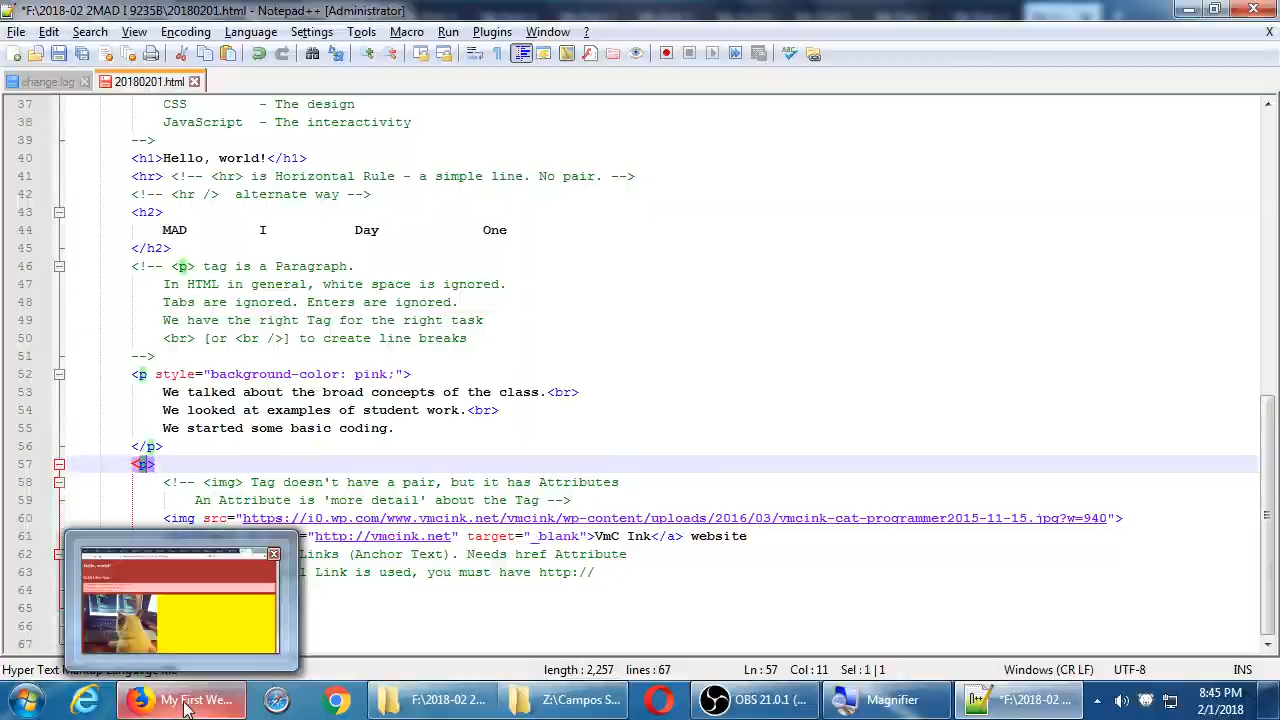 *F:\2018-02 2MAD I 9235B\20180201.html - Notepad++ [Administrator]
File Edit Search View Encoding Language Settings Tools Macro Run Plugins Window ? X
change.log 20180201.html
37 CSS - The design
38 JavaScript - The interactivity
39 -->
40 <h1>Hello, world!</h1>
41 <hr> <!-- <hr> is Horizontal Rule - a simple line. No pair. -->
42 <!-- <hr /> alternate way -->
43 <h2>
44 MAD I Day One
45 </h2>
46 <!-- <p> tag is a Paragraph.
47 In HTML in general, white space is ignored.
48 Tabs are ignored. Enters are ignored.
49 We have the right Tag for the right task
50 <br> [or <br />] to create line breaks
51 -->
52 <p style="background-color: pink;">
53 We talked about the broad concepts of the class.<br>
54 We looked at examples of student work.<br>
55 We started some basic coding.
56 </p>
57 <p>
58 <!-- <img> Tag doesn't have a pair, but it has Attributes
59 An Attribute is 'more detail' about the Tag -->
60 <img src="https://i0.wp.com/www.vmcink.net/vmcink/wp-content/uploads/2016/03/vmcink-cat-programmer2015-11-15.jpg?w=940">
61 ="http://vmcink.net" target="_blank">VmC Ink</a> website
62 Links (Anchor Text). Needs href Attribute
63 l Link is used, you must have http://
64
65
66
67
Hello, world!
Hyper Text Markup Language file length : 2,257 lines : 67 Ln : 57 Col : 11 Sel : 1 | 1 Windows (CR LF) UTF-8 INS
My First We... F:\2018-02 2... Z:\Campos S... OBS 21.0.1 (... Magnifier *F:\2018-02 ... 8:45 PM
2/1/2018